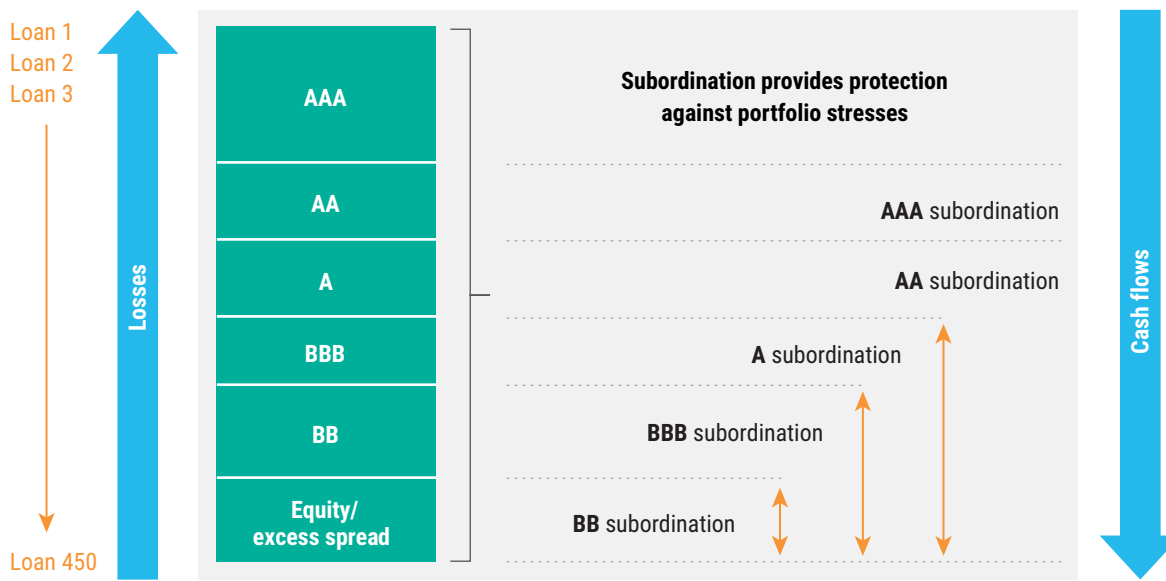 Loan 1
Loan 2
Loan 3
Loan 450
Losses
AAA
AA
A
BBB
BB
Equity/
excess spread
Subordination provides protection
against portfolio stresses
AAA subordination
AA subordination
A subordination
BBB subordination
BB subordination
Cash flows